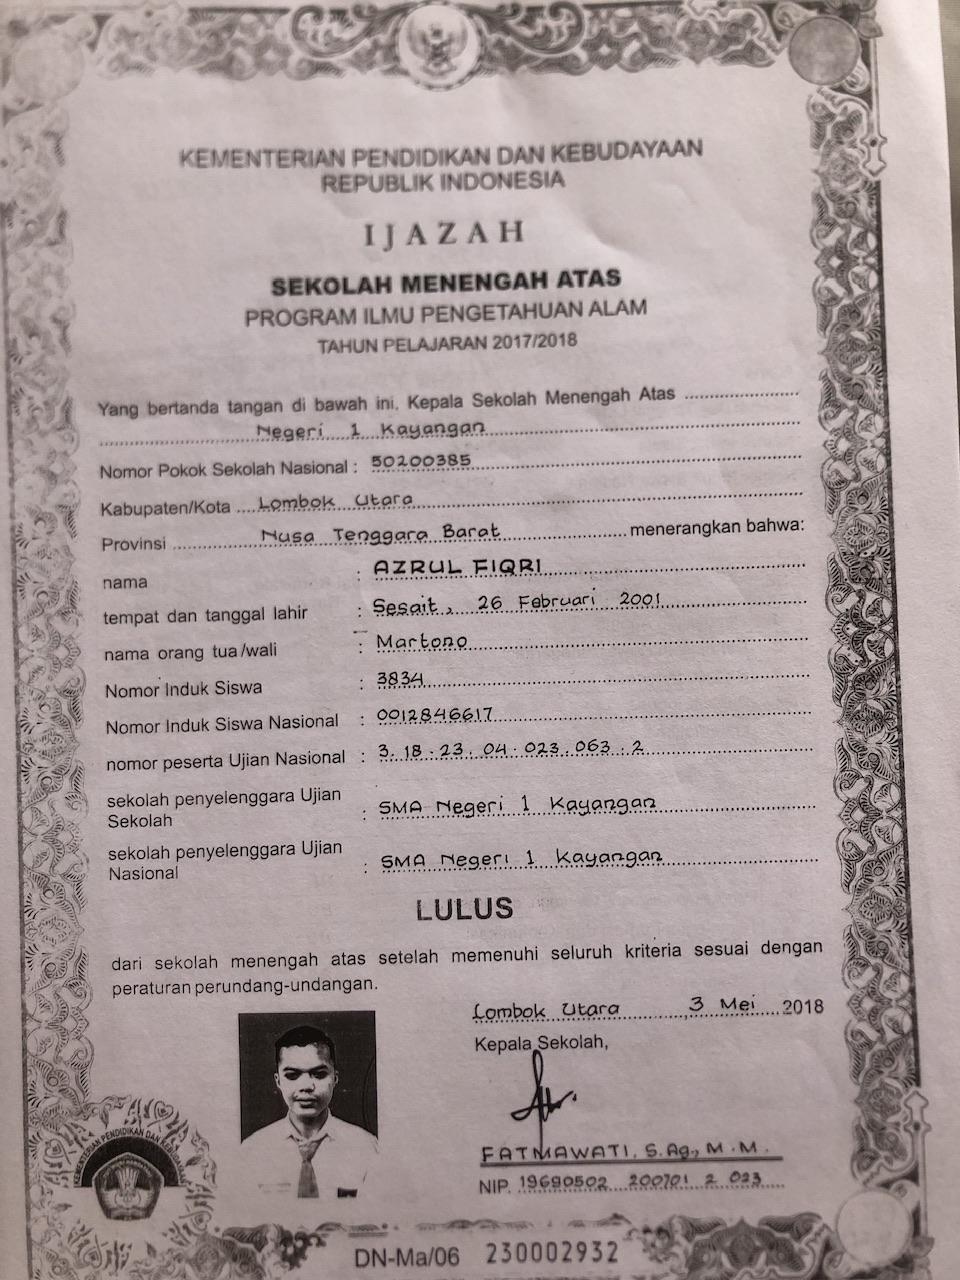 KEMENTERIAN PENDIDIKAN DAN KEBUDAYAAN
REPUBLIK INDONESIA
IJAZAH
SEKOLAH MENENGAH ATAS
PROGRAM ILMU PENGETAHUAN ALAM
TAHUN PELAJARAN 2017/2018
Yang bertanda tangan di bawah ini, Kepala Sekolah Menengah Atas
Negeri 1 Kayangan
Nomor Pokok Sekolah Nasional : 50200385
Kabupaten/Kota Lombok Utara
Provinsi Nusa Tenggara Barat menerangkan bahwa:
nama : AZRUL FIQRI
tempat dan tanggal lahir : Sesait, 26 Februari 2001
nama orang tua/wali : Martono
Nomor Induk Siswa : 3834
Nomor Induk Siswa Nasional : 0012846617
nomor peserta Ujian Nasional : 3.18.23.04.023.063.2
sekolah penyelenggara Ujian
Sekolah : SMA Negeri 1 Kayangan
sekolah penyelenggara Ujian
Nasional : SMA Negeri 1 Kayangan
LULUS
dari sekolah menengah atas setelah memenuhi seluruh kriteria sesuai dengan
peraturan perundang-undangan.
Lombok Utara, 3 Mei 2018
Kepala Sekolah,
FATMAWATI, S.Ag., M.M.
NIP. 19690502 200701 2 023
KEMENTERIAN PENDIDIKAN DAN KEBUDAYAAN
DN-Ma/06 230002932